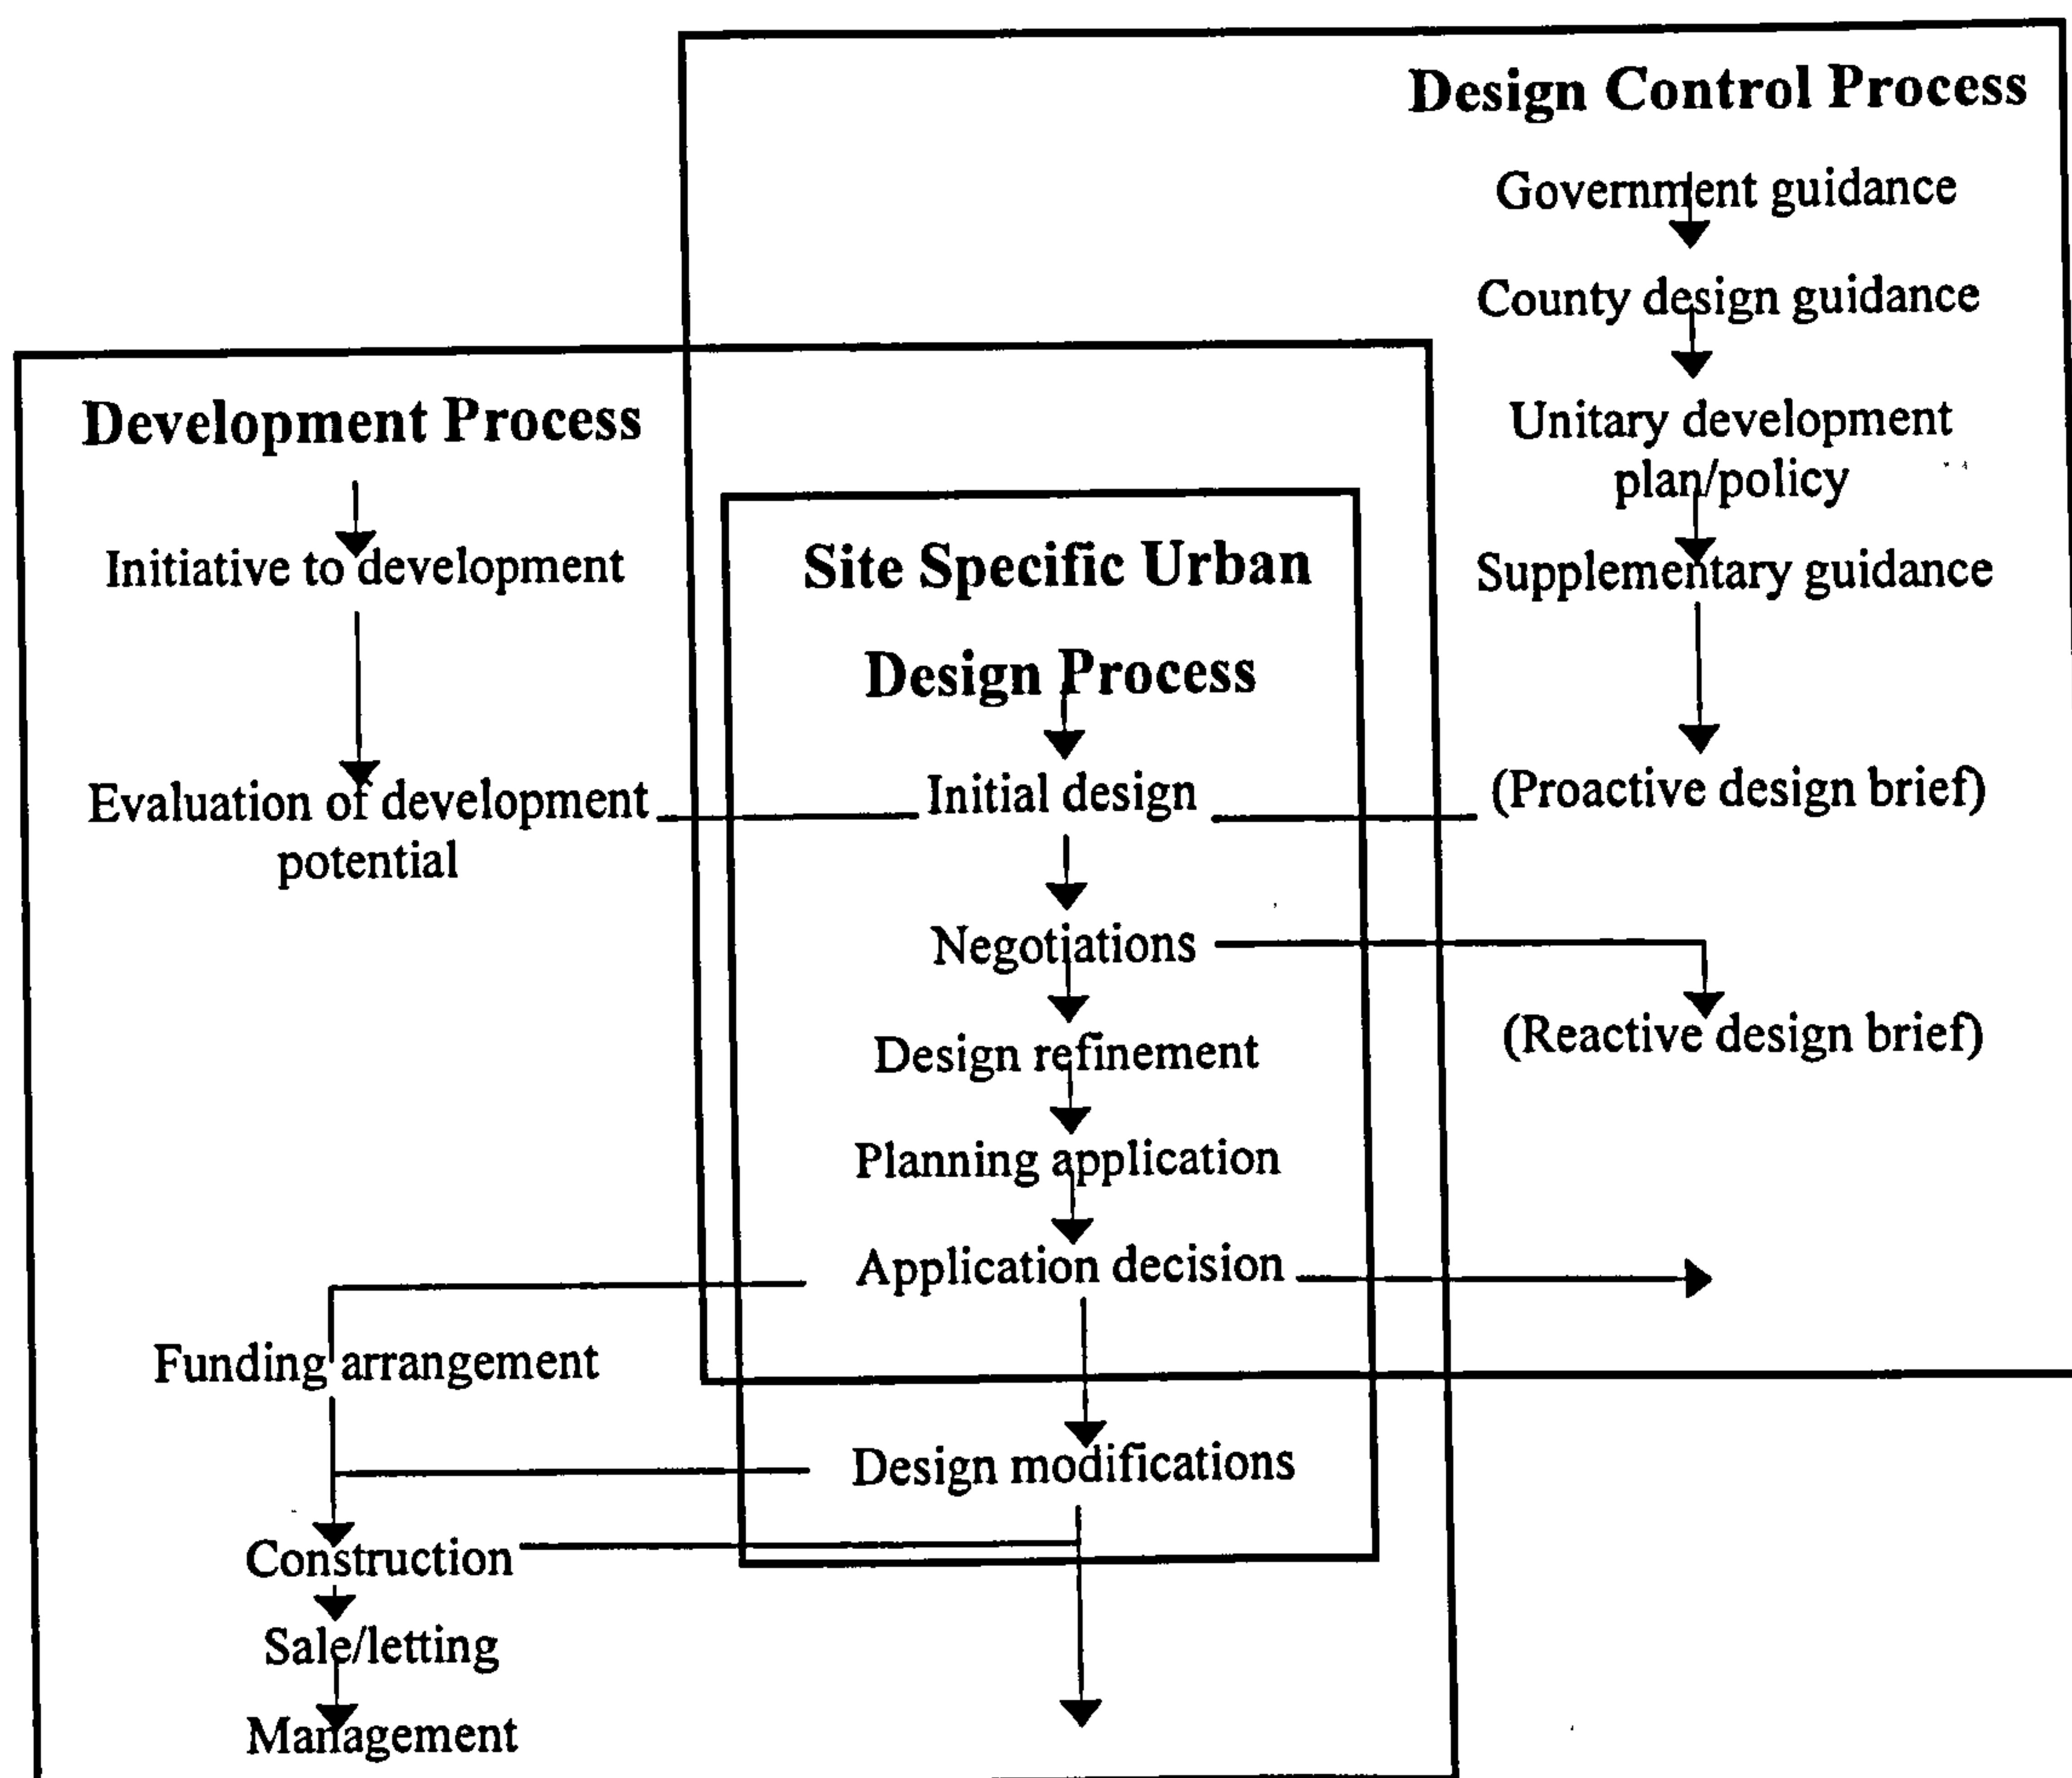 Design Control Process
Government guidance
County design guidance
Unitary development
plan/policy
Supplementary guidance
(Proactive design brief)
(Reactive design brief)
Development Process
Initiative to development
Evaluation of development
potential
Funding arrangement
Construction
Sale/letting
Management
Site Specific Urban
Design Process
Initial design
Negotiations
Design refinement
Planning application
Application decision
Design modifications